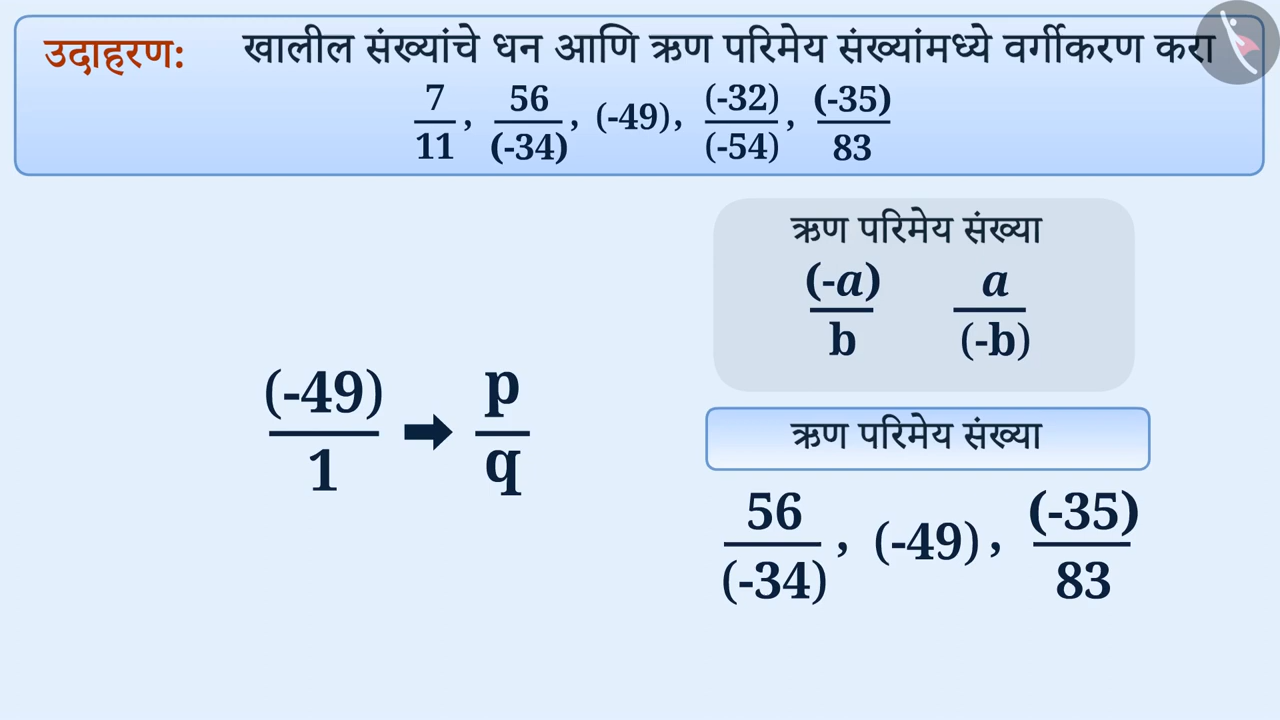 उदाहरण: खालील संख्यांचे धन आणि ऋण परिमेय संख्यांमध्ये वर्गीकरण करा
7/11, 56/(-34), (-49), (-32)/(-54), (-35)/83
ऋण परिमेय संख्या
(-a)/b a/(-b)
(-49)/1 ➡ p/q
ऋण परिमेय संख्या
56/(-34), (-49), (-35)/83